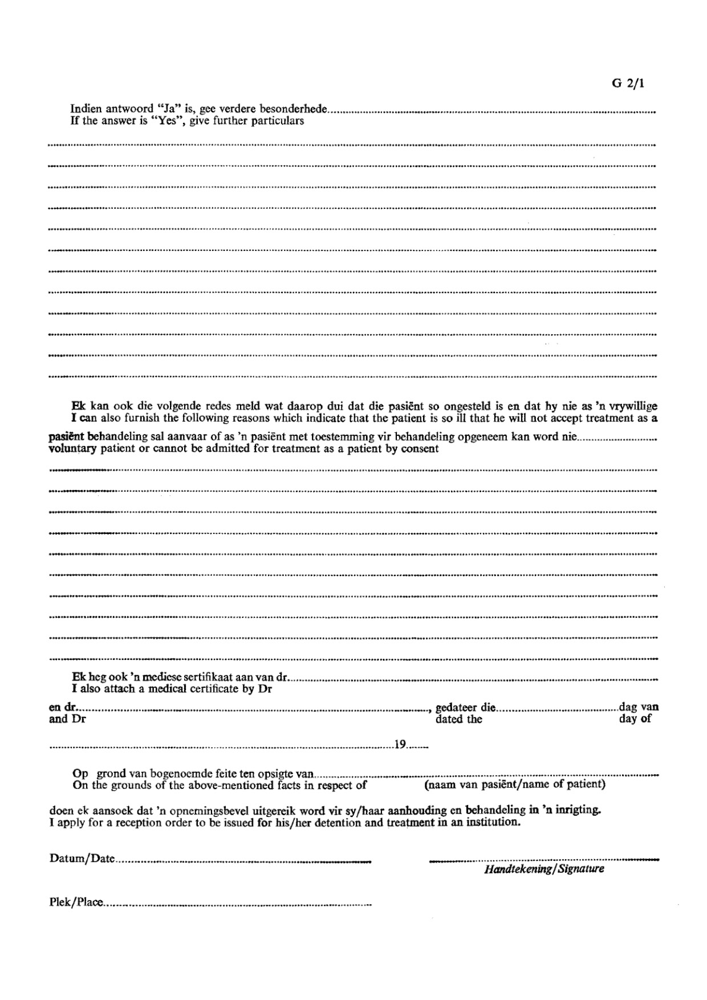 G 2/1
Indien antwoord “Ja” is, gee verdere besonderhede
If the answer is “Yes”, give further particulars
Ek kan ook die volgende redes meld wat daarop dui dat die pasiënt so ongesteld is en dat hy nie as ’n vrywillige
I can also furnish the following reasons which indicate that the patient is so ill that he will not accept treatment as a
pasiënt behandeling sal aanvaar of as ’n pasiënt met toestemming vir behandeling opgeneem kan word nie
voluntary patient or cannot be admitted for treatment as a patient by consent
Ek heg ook ’n mediese sertifikaat aan van dr.
I also attach a medical certificate by Dr
en dr. , gedateer die dag van
and Dr dated the day of
19
Op grond van bogenoemde feite ten opsigte van
On the grounds of the above-mentioned facts in respect of (naam van pasiënt/name of patient)
doen ek aansoek dat ’n opnemingsbevel uitgereik word vir sy/haar aanhouding en behandeling in ’n inrigting.
I apply for a reception order to be issued for his/her detention and treatment in an institution.
Datum/Date
Handtekening/Signature
Plek/Place